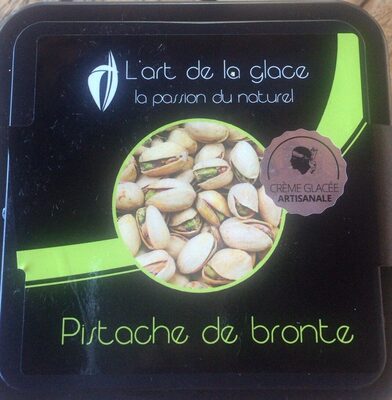 L'art de la glace
la passion du naturel
CRÈME GLACÉE
ARTISANALE
Pistache de bronte